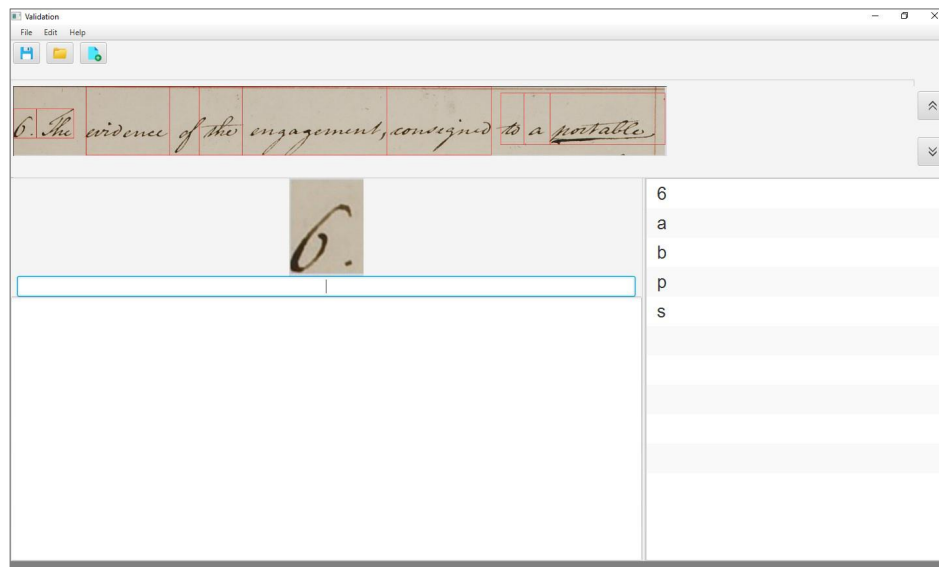 Validation
File Edit Help
6. The evidence of the engagement, consigned to a portable
6.
6
a
b
p
s